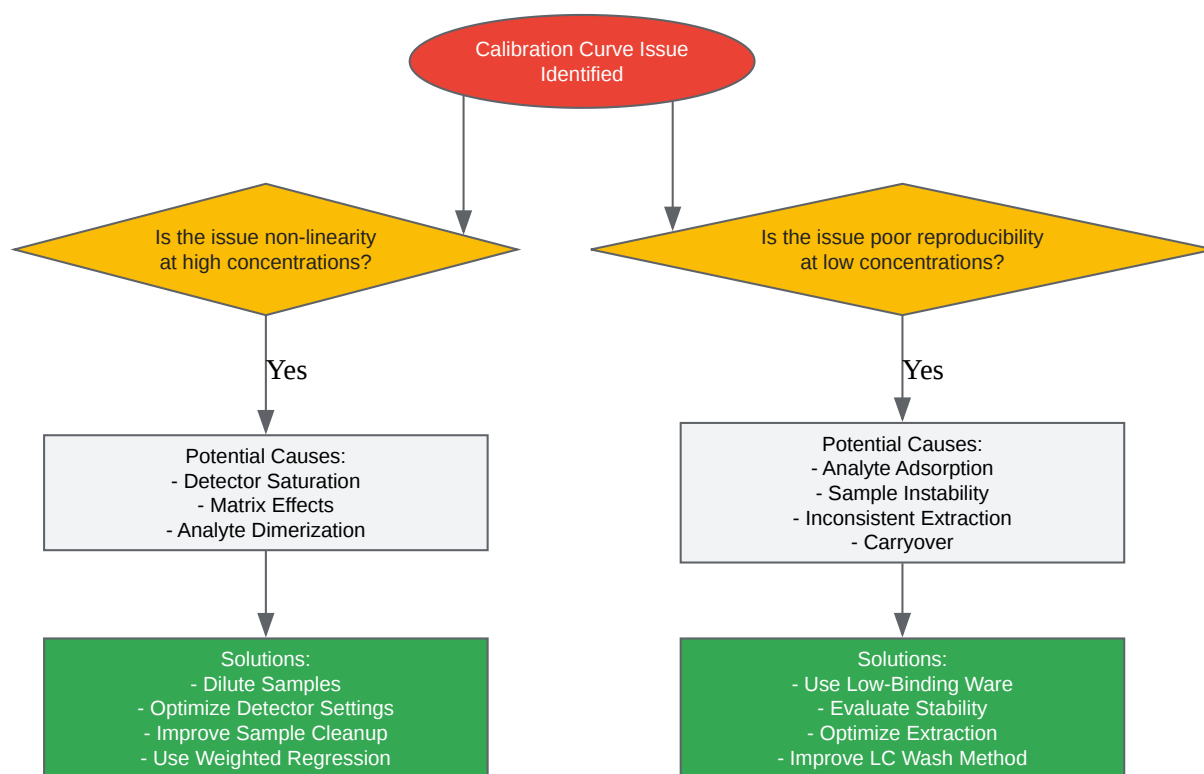 Calibration Curve Issue
Identified
Is the issue non-linearity
at high concentrations?
Is the issue poor reproducibility
at low concentrations?
Yes
Yes
Potential Causes:
- Detector Saturation
- Matrix Effects
- Analyte Dimerization
Potential Causes:
- Analyte Adsorption
- Sample Instability
- Inconsistent Extraction
- Carryover
Solutions:
- Dilute Samples
- Optimize Detector Settings
- Improve Sample Cleanup
- Use Weighted Regression
Solutions:
- Use Low-Binding Ware
- Evaluate Stability
- Optimize Extraction
- Improve LC Wash Method